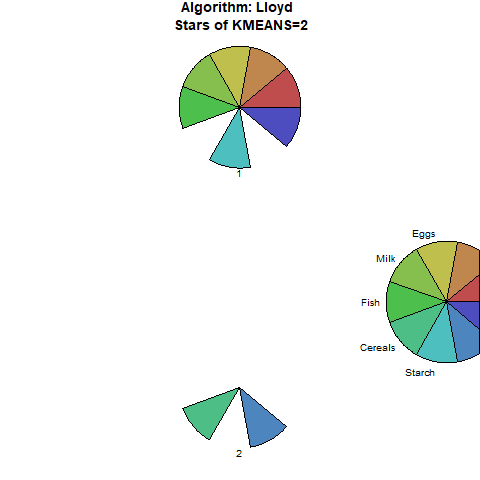 Algorithm: Lloyd
Stars of KMEANS=2
1
Eggs
Milk
Fish
Cereals
Starch
2